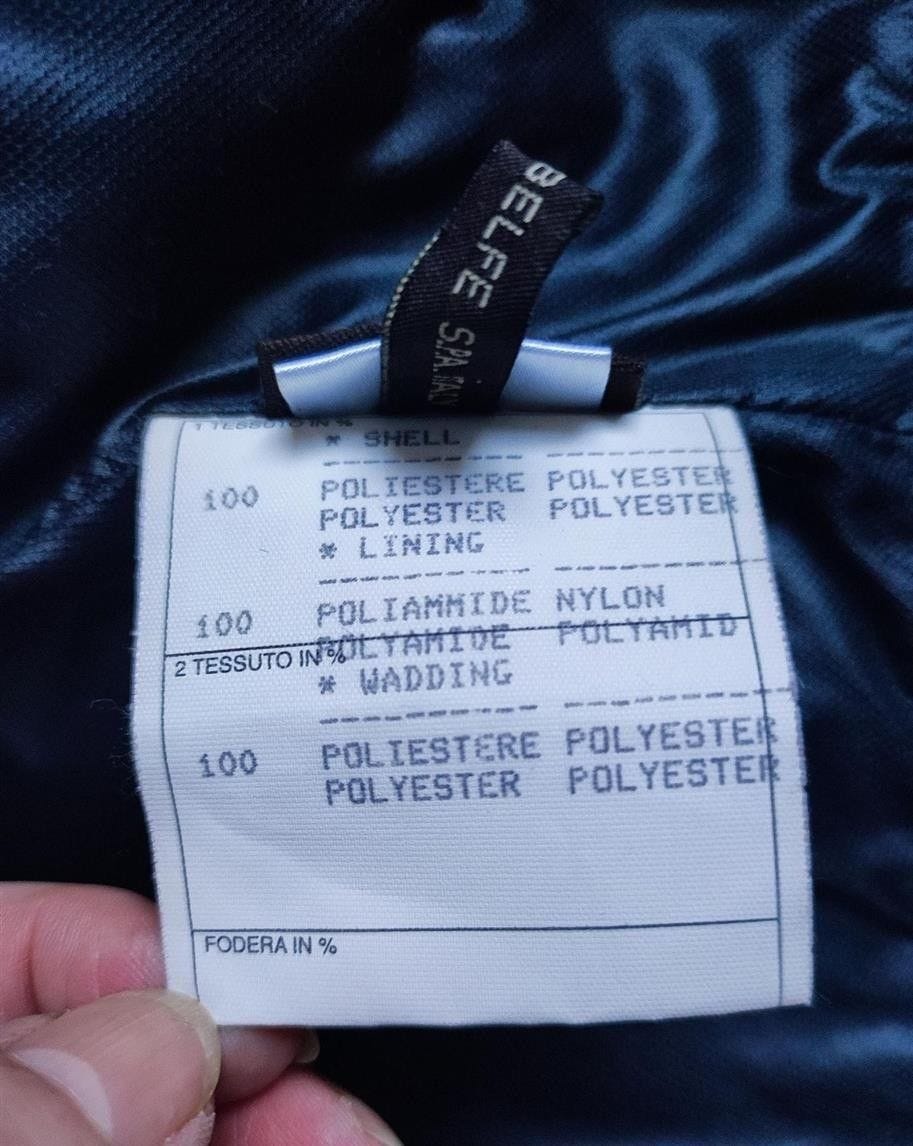 BELFE
S.P.A.
1 TESSUTO IN %
* SHELL
100 POLIESTERE POLYESTER
POLYESTER POLYESTER
* LINING
100 POLIAMMIDE NYLON
POLYAMIDE POLYAMID
2 TESSUTO IN %
* WADDING
100 POLIESTERE POLYESTER
POLYESTER POLYESTER
FODERA IN %